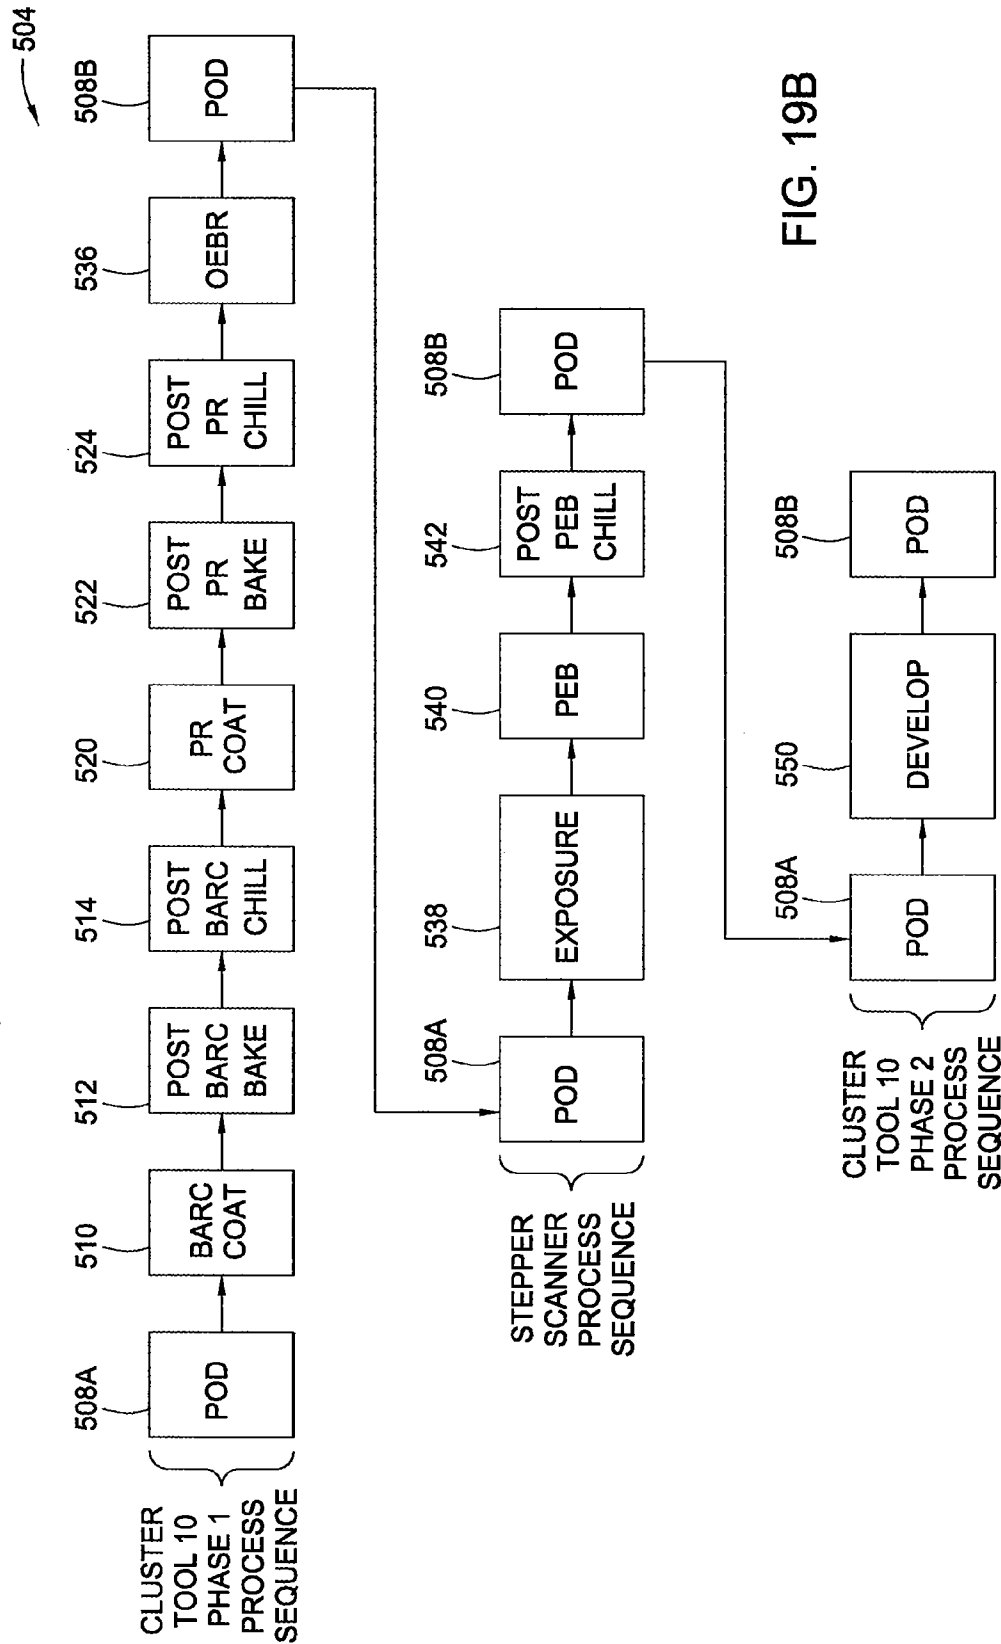 504
508A
510
512
514
520
522
524
536
508B
CLUSTER
TOOL 10
PHASE 1
PROCESS
SEQUENCE
POD
BARC
COAT
POST
BARC
BAKE
POST
BARC
CHILL
PR
COAT
POST
PR
BAKE
POST
PR
CHILL
OEBR
POD
508A
538
540
542
508B
STEPPER
SCANNER
PROCESS
SEQUENCE
POD
EXPOSURE
PEB
POST
PEB
CHILL
POD
508A
550
508B
CLUSTER
TOOL 10
PHASE 2
PROCESS
SEQUENCE
POD
DEVELOP
POD
FIG. 19B